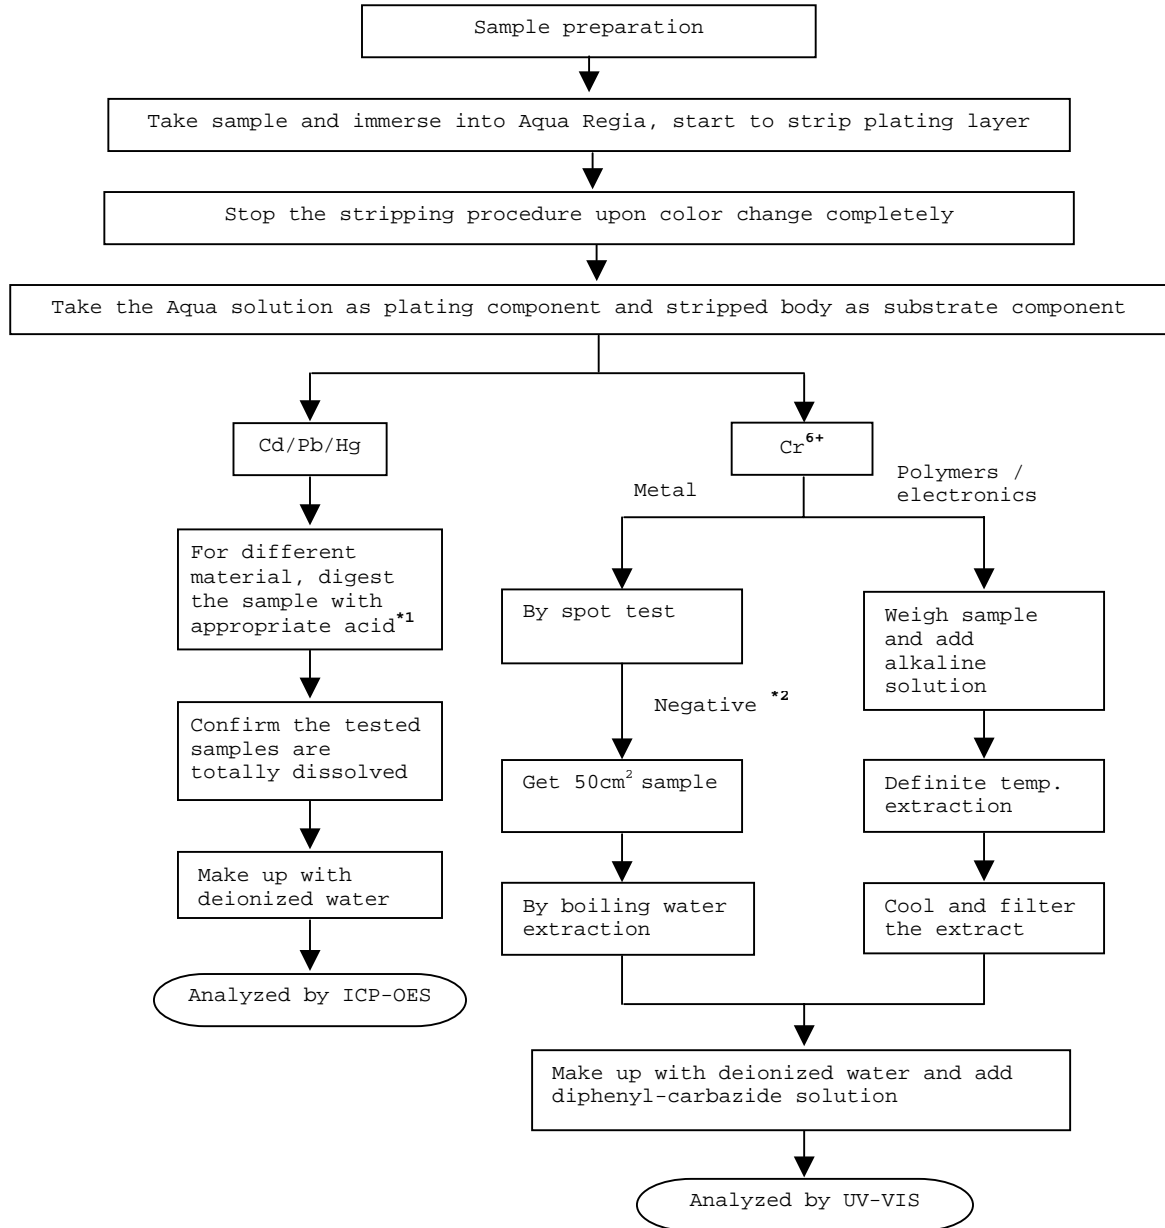 Sample preparation
Take sample and immerse into Aqua Regia, start to strip plating layer
Stop the stripping procedure upon color change completely
Take the Aqua solution as plating component and stripped body as substrate component
Cd/Pb/Hg
For different
material, digest
the sample with
appropriate acid*1
Confirm the tested
samples are
totally dissolved
Make up with
deionized water
Analyzed by ICP-OES
Cr6+
Metal
Polymers /
electronics
By spot test
Negative *2
Get 50cm2 sample
By boiling water
extraction
Weigh sample
and add
alkaline
solution
Definite temp.
extraction
Cool and filter
the extract
Make up with deionized water and add
diphenyl-carbazide solution
Analyzed by UV-VIS